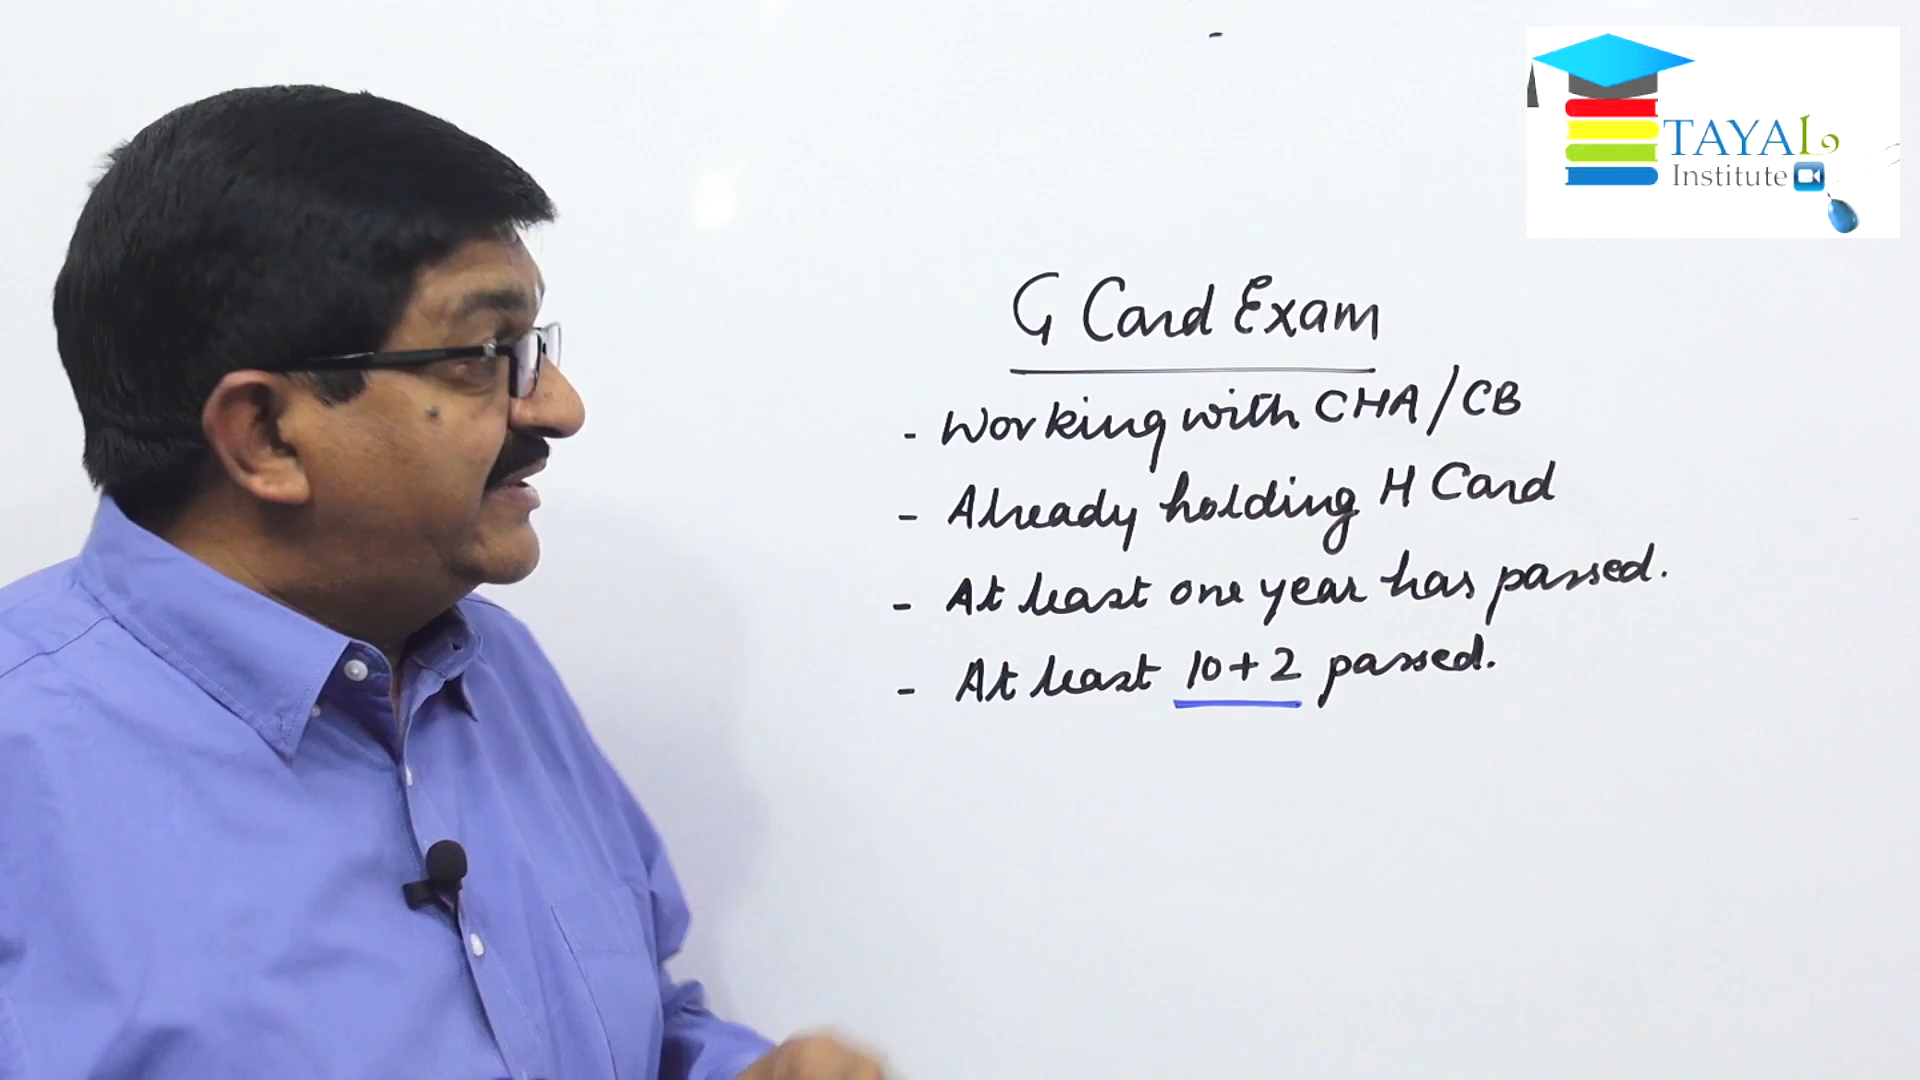 TAYAL
Institute
G Card Exam
- Working with CHA/CB
- Already holding H Card
- At least one year has passed.
- At least 10+2 passed.